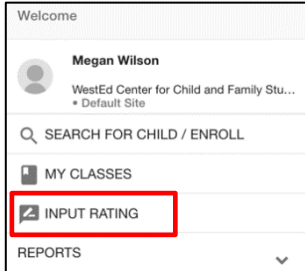 Welcome
Megan Wilson
WestEd Center for Child and Family Stu...
• Default Site
SEARCH FOR CHILD / ENROLL
MY CLASSES
INPUT RATING
REPORTS